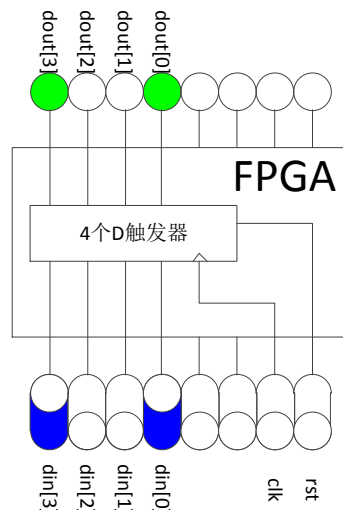 dout[3]
dout[2]
dout[1]
dout[0]
FPGA
4个D触发器
din[3]
din[2]
din[1]
din[0]
clk
rst